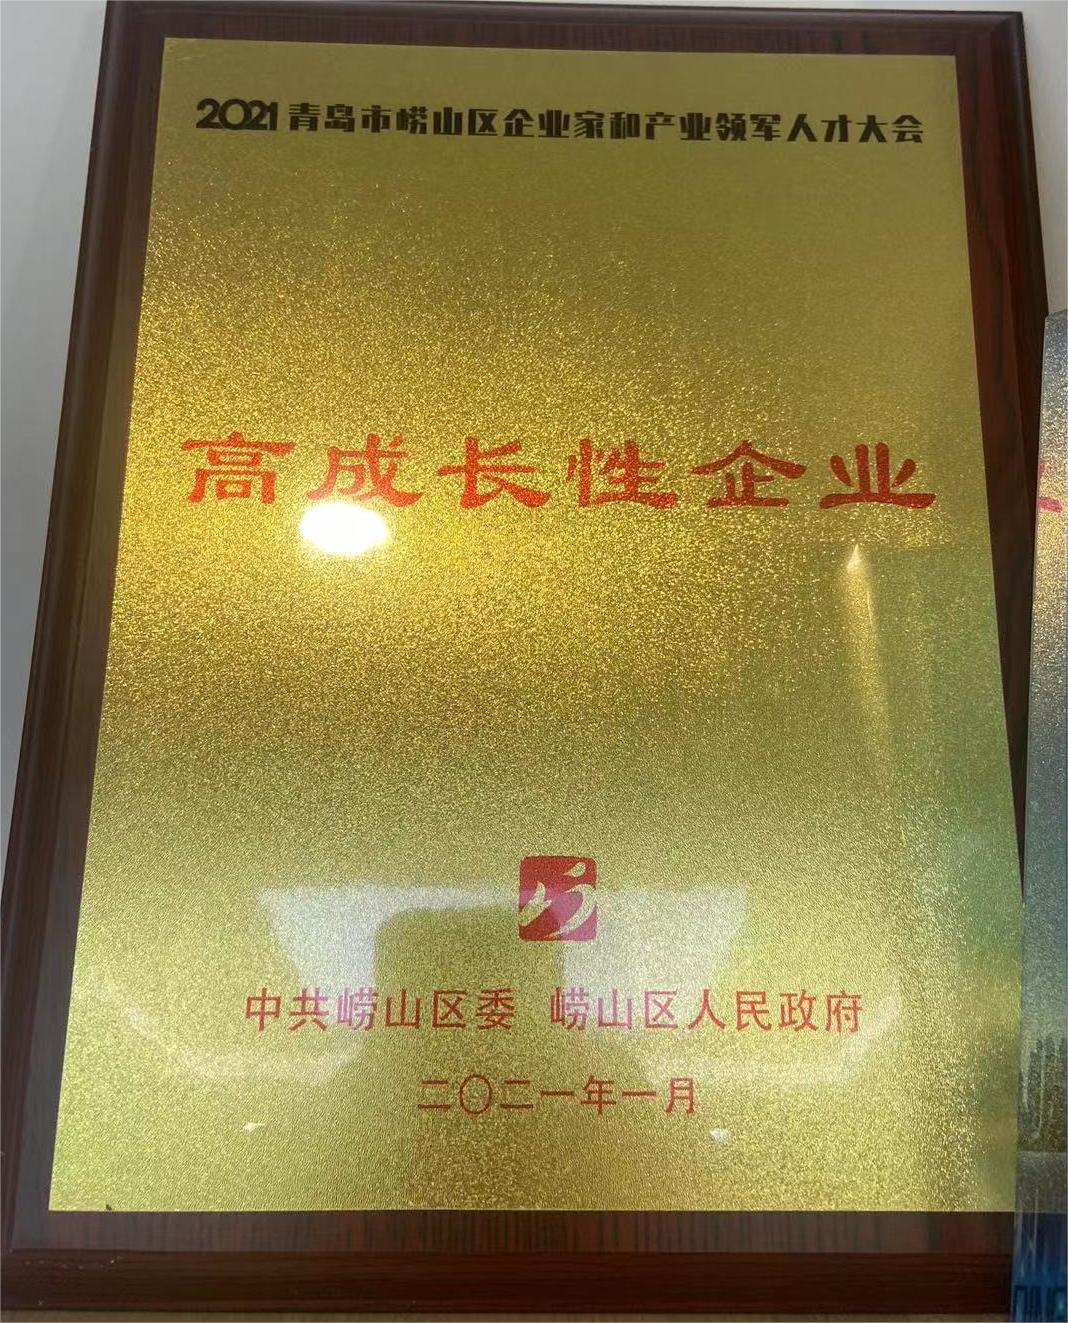 2021青岛市崂山区企业家和产业领军人才大会
高成长性企业
中共崂山区委 崂山区人民政府
二〇二一年一月